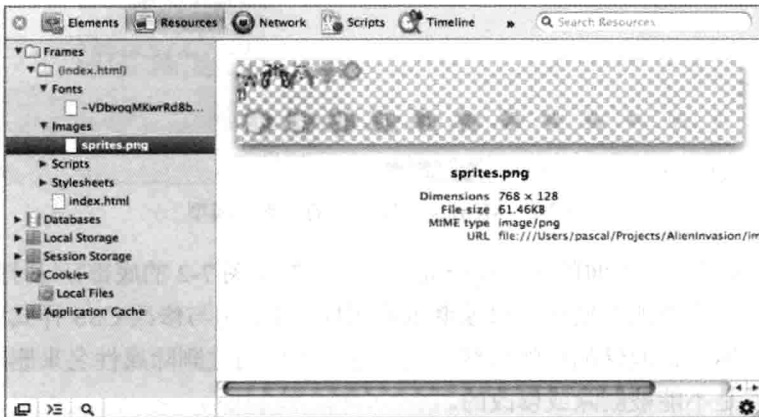 Elements Resources Network Scripts Timeline » Search Resources
Frames
(index.html)
Fonts
-VDbvoqMKwrRd8b...
Images
sprites.png
Scripts
Stylesheets
index.html
Databases
Local Storage
Session Storage
Cookies
Local Files
Application Cache
sprites.png
Dimensions 768 × 128
File size 61.46KB
MIME type image/png
URL file:///Users/pascal/Projects/AlienInvasion/im